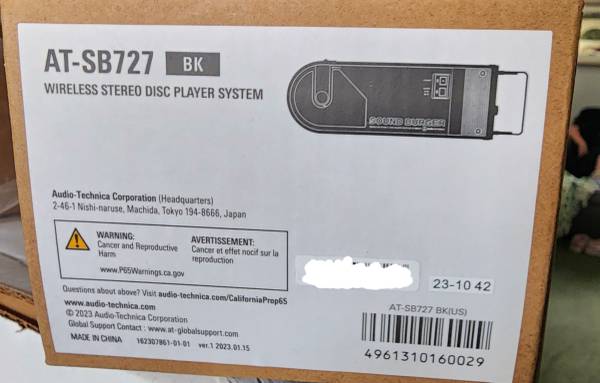 AT-SB727 BK
WIRELESS STEREO DISC PLAYER SYSTEM
SOUND BURGER
Audio-Technica Corporation (Headquarters)
2-46-1 Nishi-naruse, Machida, Tokyo 194-8666, Japan
WARNING:
Cancer and Reproductive
Harm
www.P65Warnings.ca.gov
AVERTISSEMENT:
Cancer et effet nocif sur la
reproduction
Questions about above? Visit audio-technica.com/CaliforniaProp65
www.audio-technica.com
© 2023 Audio-Technica Corporation
Global Support Contact : www.at-globalsupport.com
MADE IN CHINA 162307861-01-01 ver.1 2023.01.15
23-10 42
AT-SB727 BK(US)
4961310160029